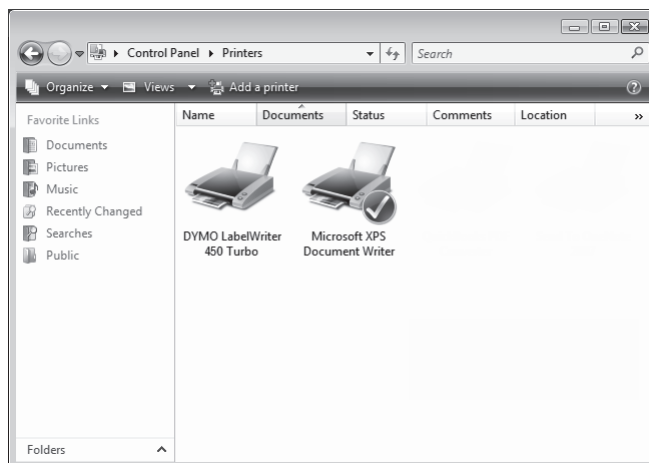 Control Panel Printers Search
Organize Views Add a printer
Favorite Links
Documents
Pictures
Music
Recently Changed
Searches
Public
Folders
Name Documents Status Comments Location »
DYMO LabelWriter
450 Turbo
Microsoft XPS
Document Writer